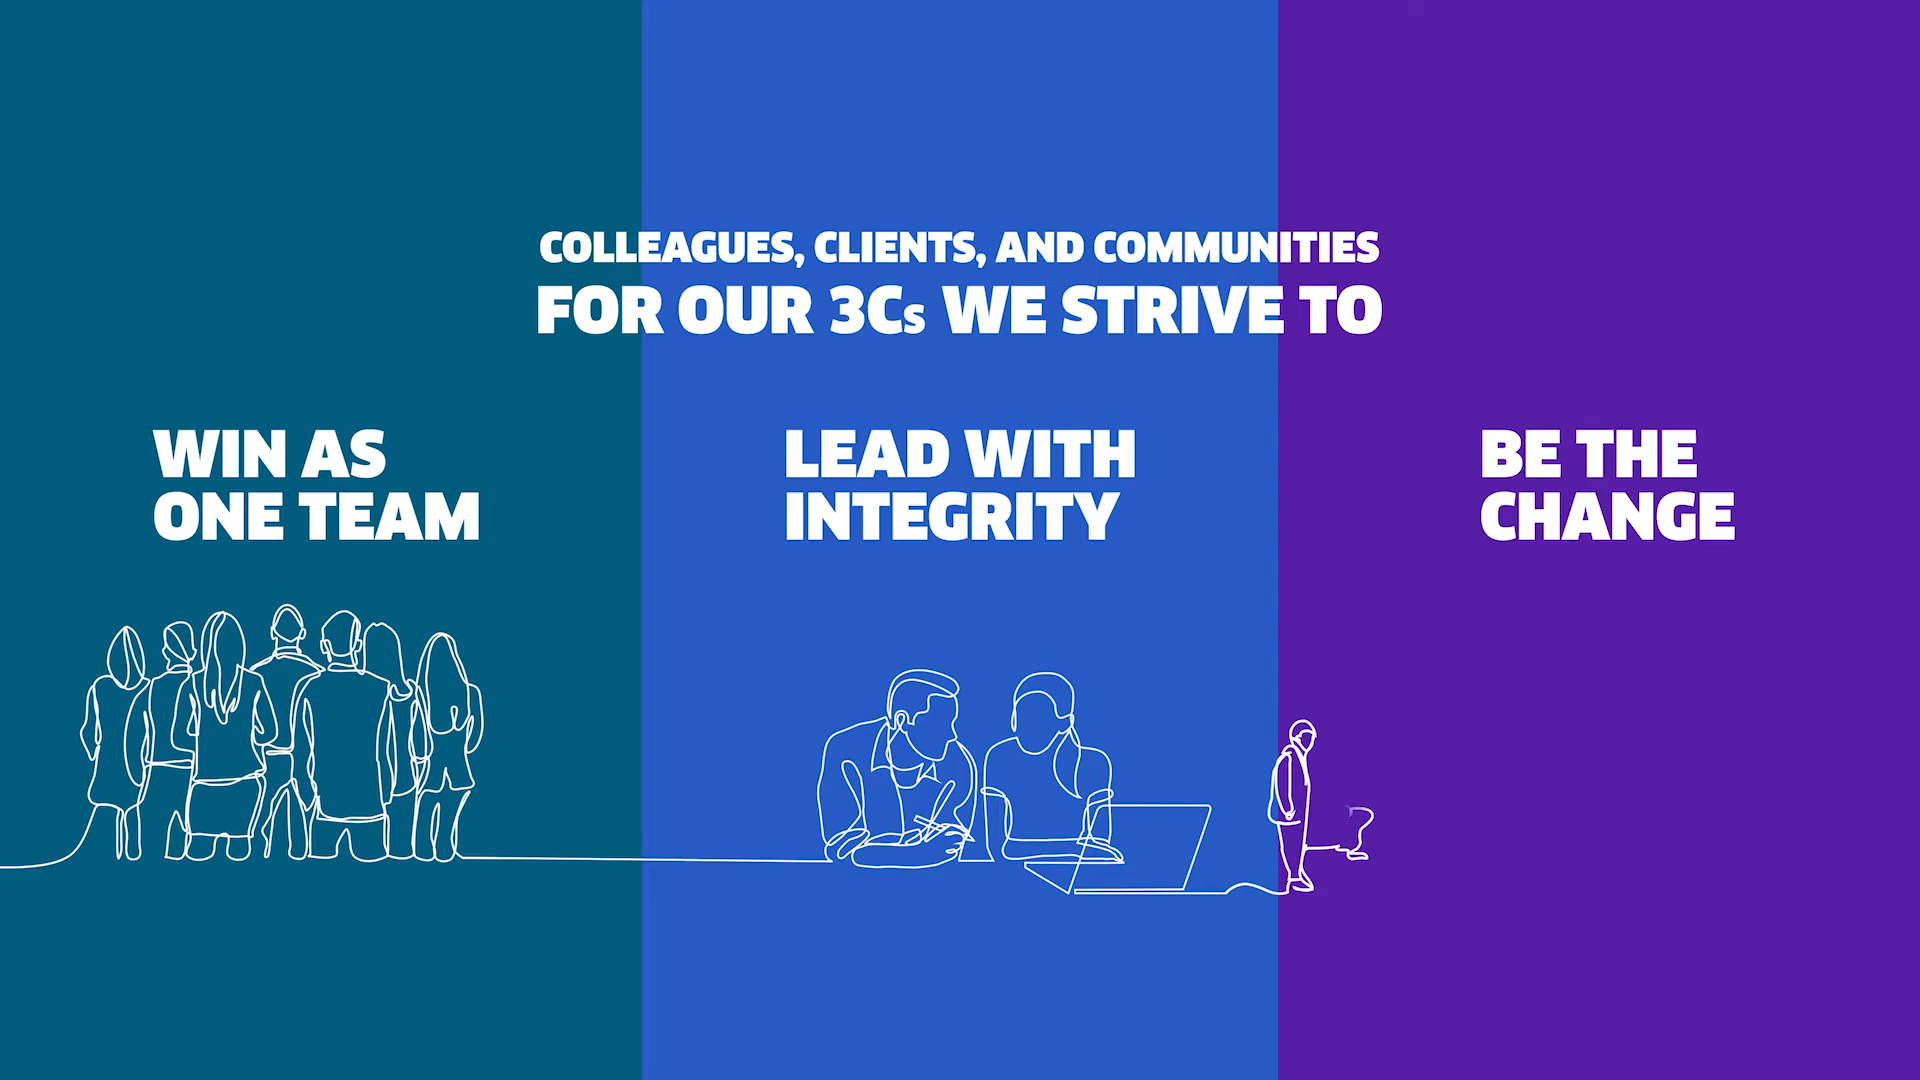 COLLEAGUES, CLIENTS, AND COMMUNITIES
FOR OUR 3Cs WE STRIVE TO
WIN AS
ONE TEAM
LEAD WITH
INTEGRITY
BE THE
CHANGE